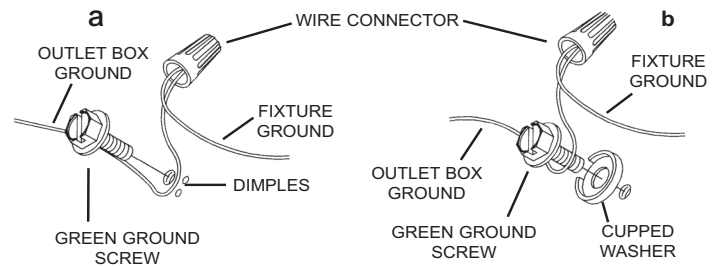 a
WIRE CONNECTOR
b
OUTLET BOX
GROUND
FIXTURE
GROUND
DIMPLES
GREEN GROUND
SCREW
FIXTURE
GROUND
OUTLET BOX
GROUND
GREEN GROUND
SCREW
CUPPED
WASHER